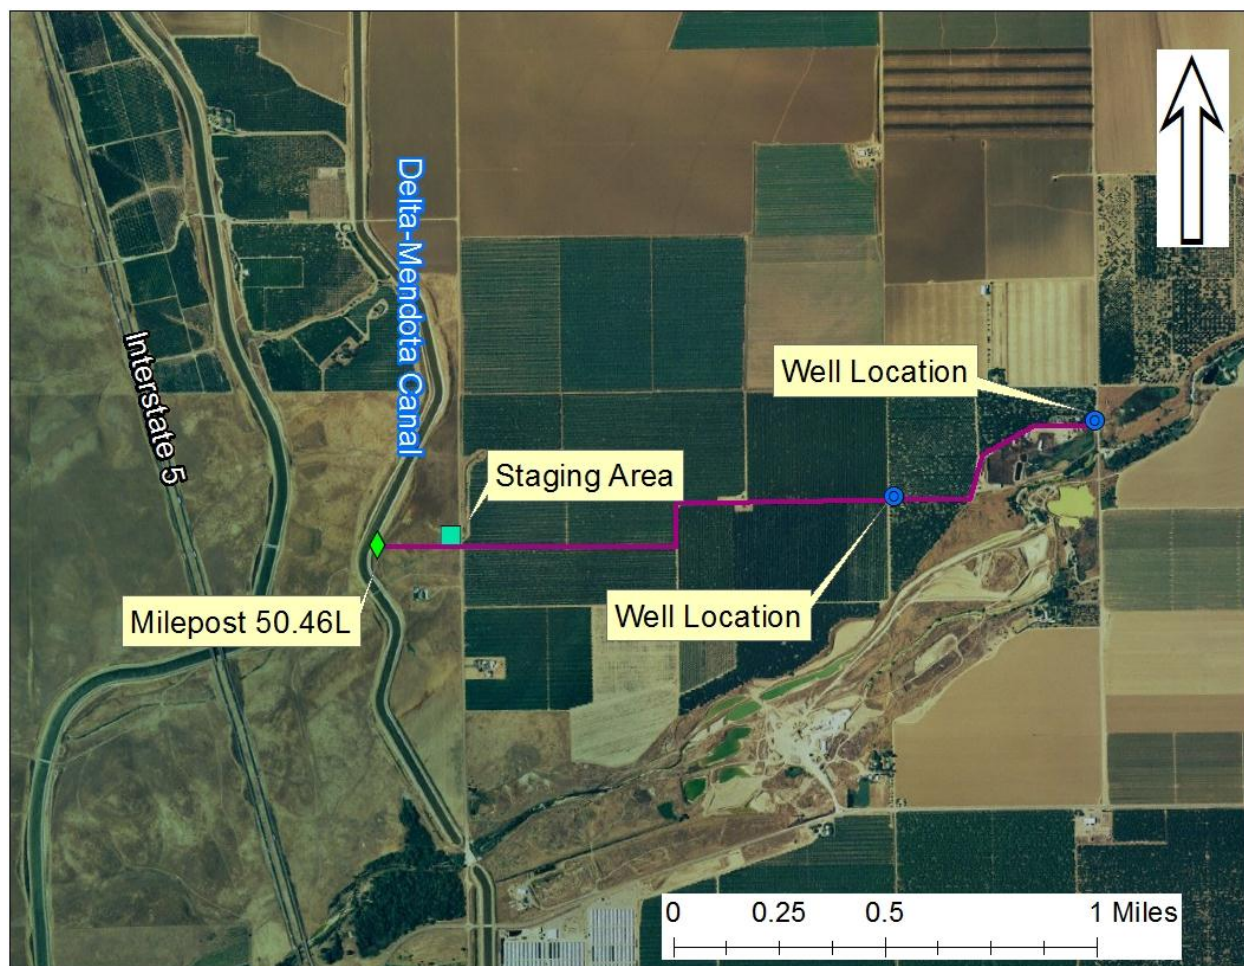 Delta-Mendota Canal
Interstate 5
Well Location
Staging Area
Milepost 50.46L
Well Location
0 0.25 0.5 1 Miles